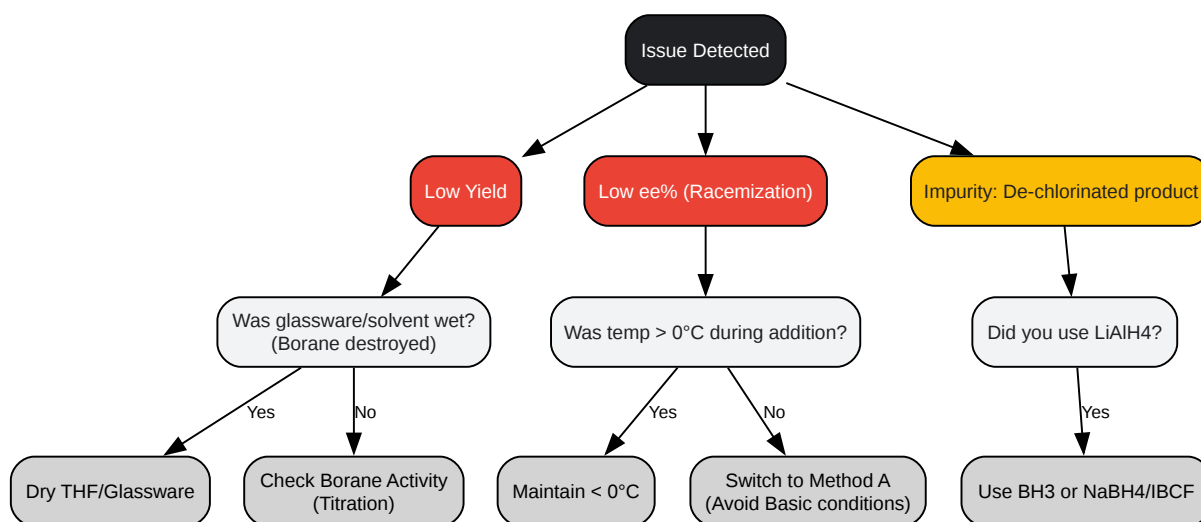 Issue Detected
Low Yield
Low ee% (Racemization)
Impurity: De-chlorinated product
Was glassware/solvent wet?
(Borane destroyed)
Was temp > 0°C during addition?
Did you use LiAlH4?
Yes
No
Yes
No
Yes
Dry THF/Glassware
Check Borane Activity
(Titration)
Maintain < 0°C
Switch to Method A
(Avoid Basic conditions)
Use BH3 or NaBH4/IBCF